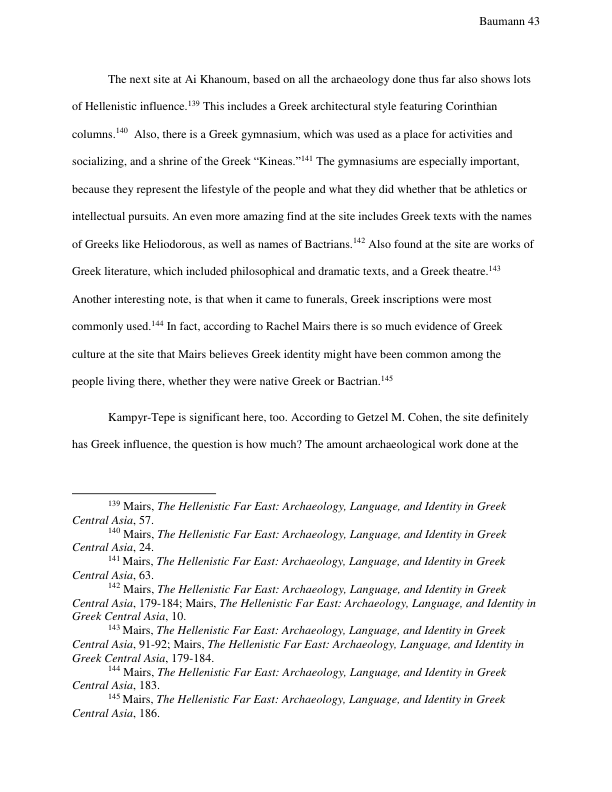 Baumann 43
The next site at Ai Khanoum, based on all the archaeology done thus far also shows lots
of Hellenistic influence.139 This includes a Greek architectural style featuring Corinthian
columns.140 Also, there is a Greek gymnasium, which was used as a place for activities and
socializing, and a shrine of the Greek “Kineas.”141 The gymnasiums are especially important,
because they represent the lifestyle of the people and what they did whether that be athletics or
intellectual pursuits. An even more amazing find at the site includes Greek texts with the names
of Greeks like Heliodorous, as well as names of Bactrians.142 Also found at the site are works of
Greek literature, which included philosophical and dramatic texts, and a Greek theatre.143
Another interesting note, is that when it came to funerals, Greek inscriptions were most
commonly used.144 In fact, according to Rachel Mairs there is so much evidence of Greek
culture at the site that Mairs believes Greek identity might have been common among the
people living there, whether they were native Greek or Bactrian.145
Kampyr-Tepe is significant here, too. According to Getzel M. Cohen, the site definitely
has Greek influence, the question is how much? The amount archaeological work done at the
139 Mairs, The Hellenistic Far East: Archaeology, Language, and Identity in Greek
Central Asia, 57.
140 Mairs, The Hellenistic Far East: Archaeology, Language, and Identity in Greek
Central Asia, 24.
141 Mairs, The Hellenistic Far East: Archaeology, Language, and Identity in Greek
Central Asia, 63.
142 Mairs, The Hellenistic Far East: Archaeology, Language, and Identity in Greek
Central Asia, 179-184; Mairs, The Hellenistic Far East: Archaeology, Language, and Identity in
Greek Central Asia, 10.
143 Mairs, The Hellenistic Far East: Archaeology, Language, and Identity in Greek
Central Asia, 91-92; Mairs, The Hellenistic Far East: Archaeology, Language, and Identity in
Greek Central Asia, 179-184.
144 Mairs, The Hellenistic Far East: Archaeology, Language, and Identity in Greek
Central Asia, 183.
145 Mairs, The Hellenistic Far East: Archaeology, Language, and Identity in Greek
Central Asia, 186.